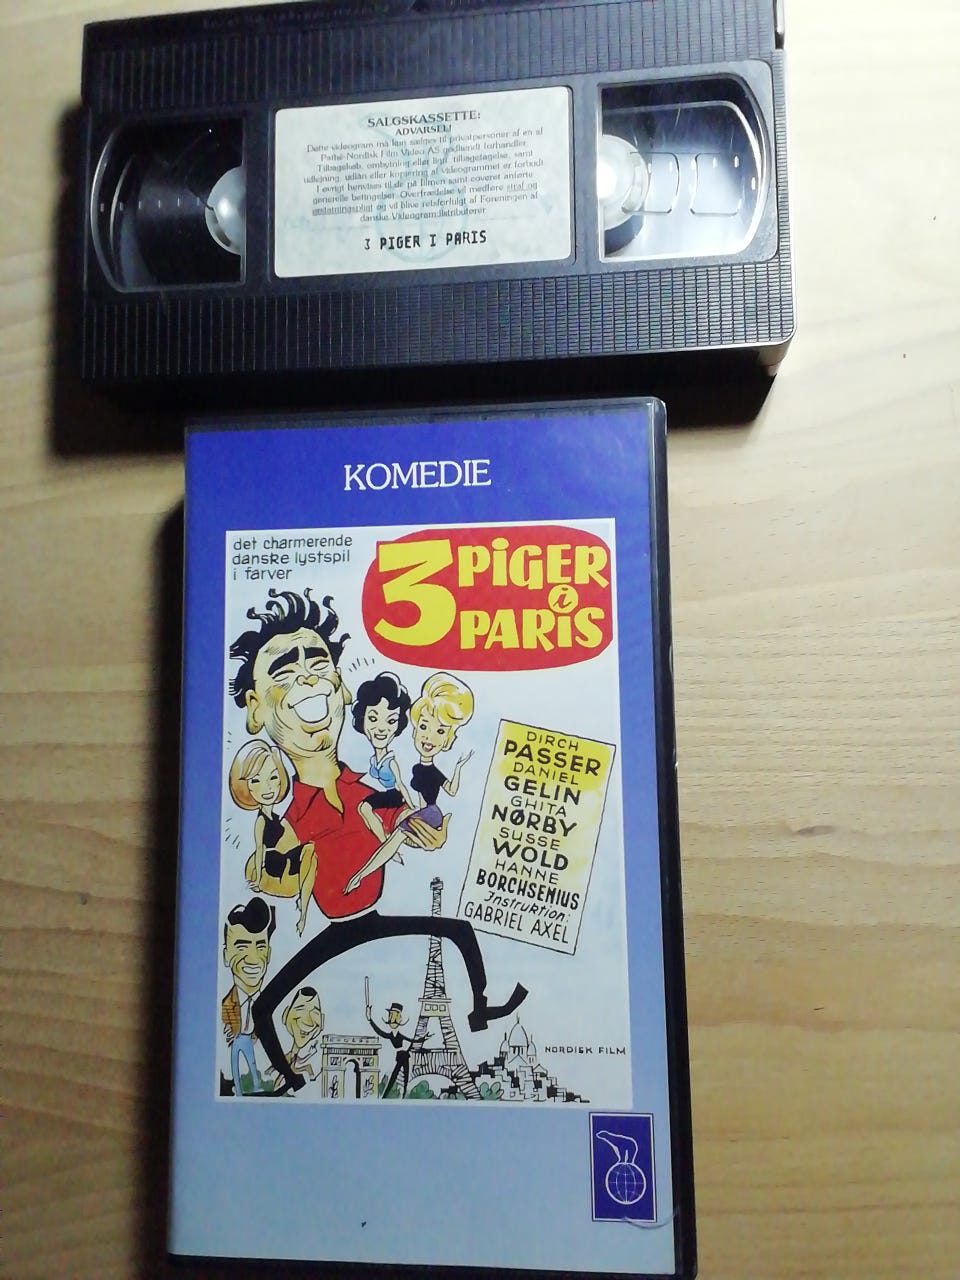 SALGSKASSETTE:
ADVARSEL!
Dette videogram må kun sælges til privatpersoner af en af
Pathé-Nordisk Film Video AS godkendt forhandler.
Tilbagekøb, ombytning eller lign. tilbagetagelse, samt
udlejning, udlån eller kopiering af videogrammet er forbudt.
I øvrigt henvises til de på filmen samt coveret anførte
generelle betingelser. Overtrædelse vil medføre straf og
erstatningspligt og vil blive retsforfulgt af Foreningen af
danske Videogramdistributører
3 PIGER I PARIS
KOMEDIE
det charmerende
danske lystspil
i farver
3 PIGER
i
PARIS
DIRCH
PASSER
DANIEL
GELIN
GHITA
NØRBY
SUSSE
WOLD
HANNE
BORCHSENIUS
Instruktion:
GABRIEL AXEL
NORDISK FILM